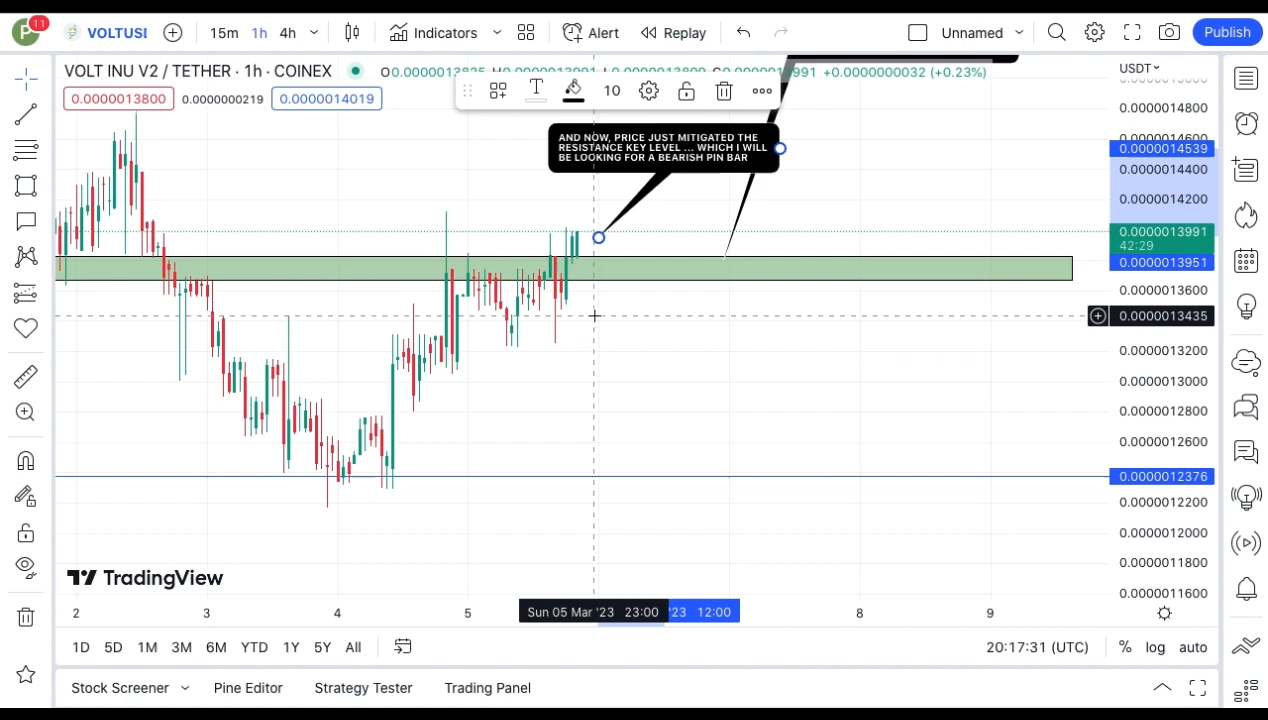 P 11
VOLTUSI
15m 1h 4h
Indicators
Alert
Replay
Unnamed
Publish
VOLT INU V2 / TETHER · 1h · COINEX
+0.0000000032 (+0.23%)
USDT
0.0000013800
0.0000000219
0.0000014019
T
10
AND NOW, PRICE JUST MITIGATED THE
RESISTANCE KEY LEVEL ... WHICH I WILL
BE LOOKING FOR A BEARISH PIN BAR
0.0000014800
0.0000014539
0.0000014400
0.0000014200
0.0000013991
42:29
0.0000013951
0.0000013600
0.0000013435
0.0000013200
0.0000013000
0.0000012800
0.0000012600
0.0000012376
0.0000012200
0.0000012000
0.0000011800
0.0000011600
TradingView
2 3 4 5 8 9
Sun 05 Mar '23 23:00
'23 12:00
1D 5D 1M 3M 6M YTD 1Y 5Y All
20:17:31 (UTC)
% log auto
Stock Screener
Pine Editor
Strategy Tester
Trading Panel